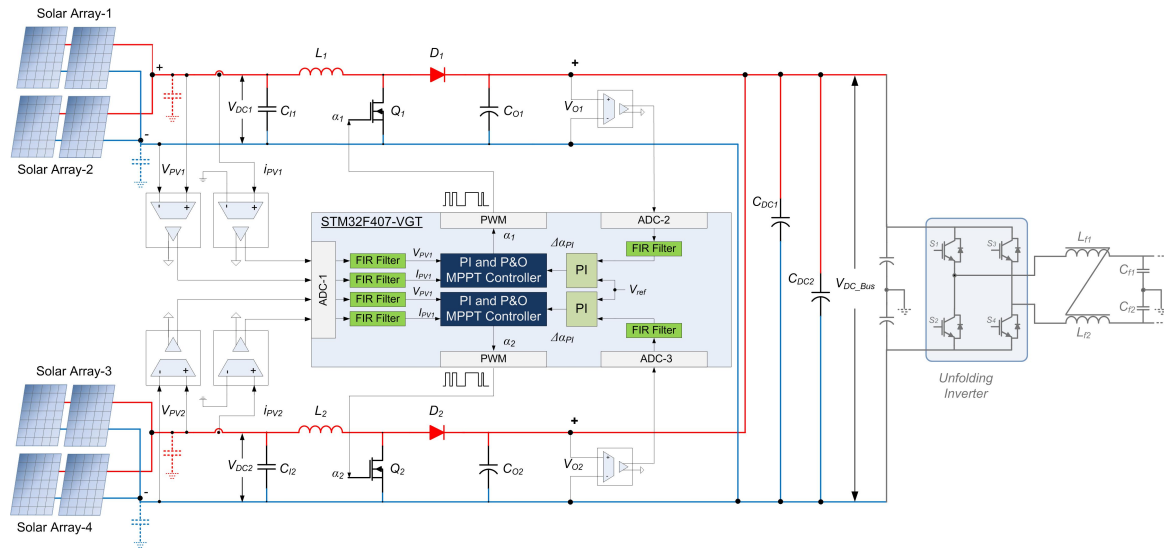 Solar Array-1
L1
D1
+
+
VDC1
CI1
α1
Q1
CO1
VO1
+
-
-
Solar Array-2
VPV1
iPV1
- +
- +
CDC1
STM32F407-VGT
PWM
ADC-2
α1
ΔαPI
FIR Filter
ADC-1
FIR Filter
VPV1
PI and P&O
MPPT Controller
PI
FIR Filter
IPV1
Vref
FIR Filter
VPV1
PI and P&O
MPPT Controller
PI
FIR Filter
IPV1
α2
ΔαPI
FIR Filter
PWM
ADC-3
CDC2
VDC_Bus
S1
S3
S2
S4
Lf1
Cf1
Cf2
Lf2
Unfolding
Inverter
- +
- +
Solar Array-3
VPV2
iPV2
L2
D2
+
VDC2
CI2
α2
Q2
CO2
VO2
+
-
-
Solar Array-4